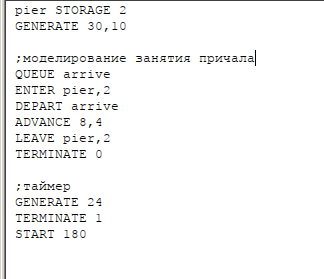 pier STORAGE 2
GENERATE 30,10
;моделирование занятия причала
QUEUE arrive
ENTER pier,2
DEPART arrive
ADVANCE 8,4
LEAVE pier,2
TERMINATE 0
;таймер
GENERATE 24
TERMINATE 1
START 180